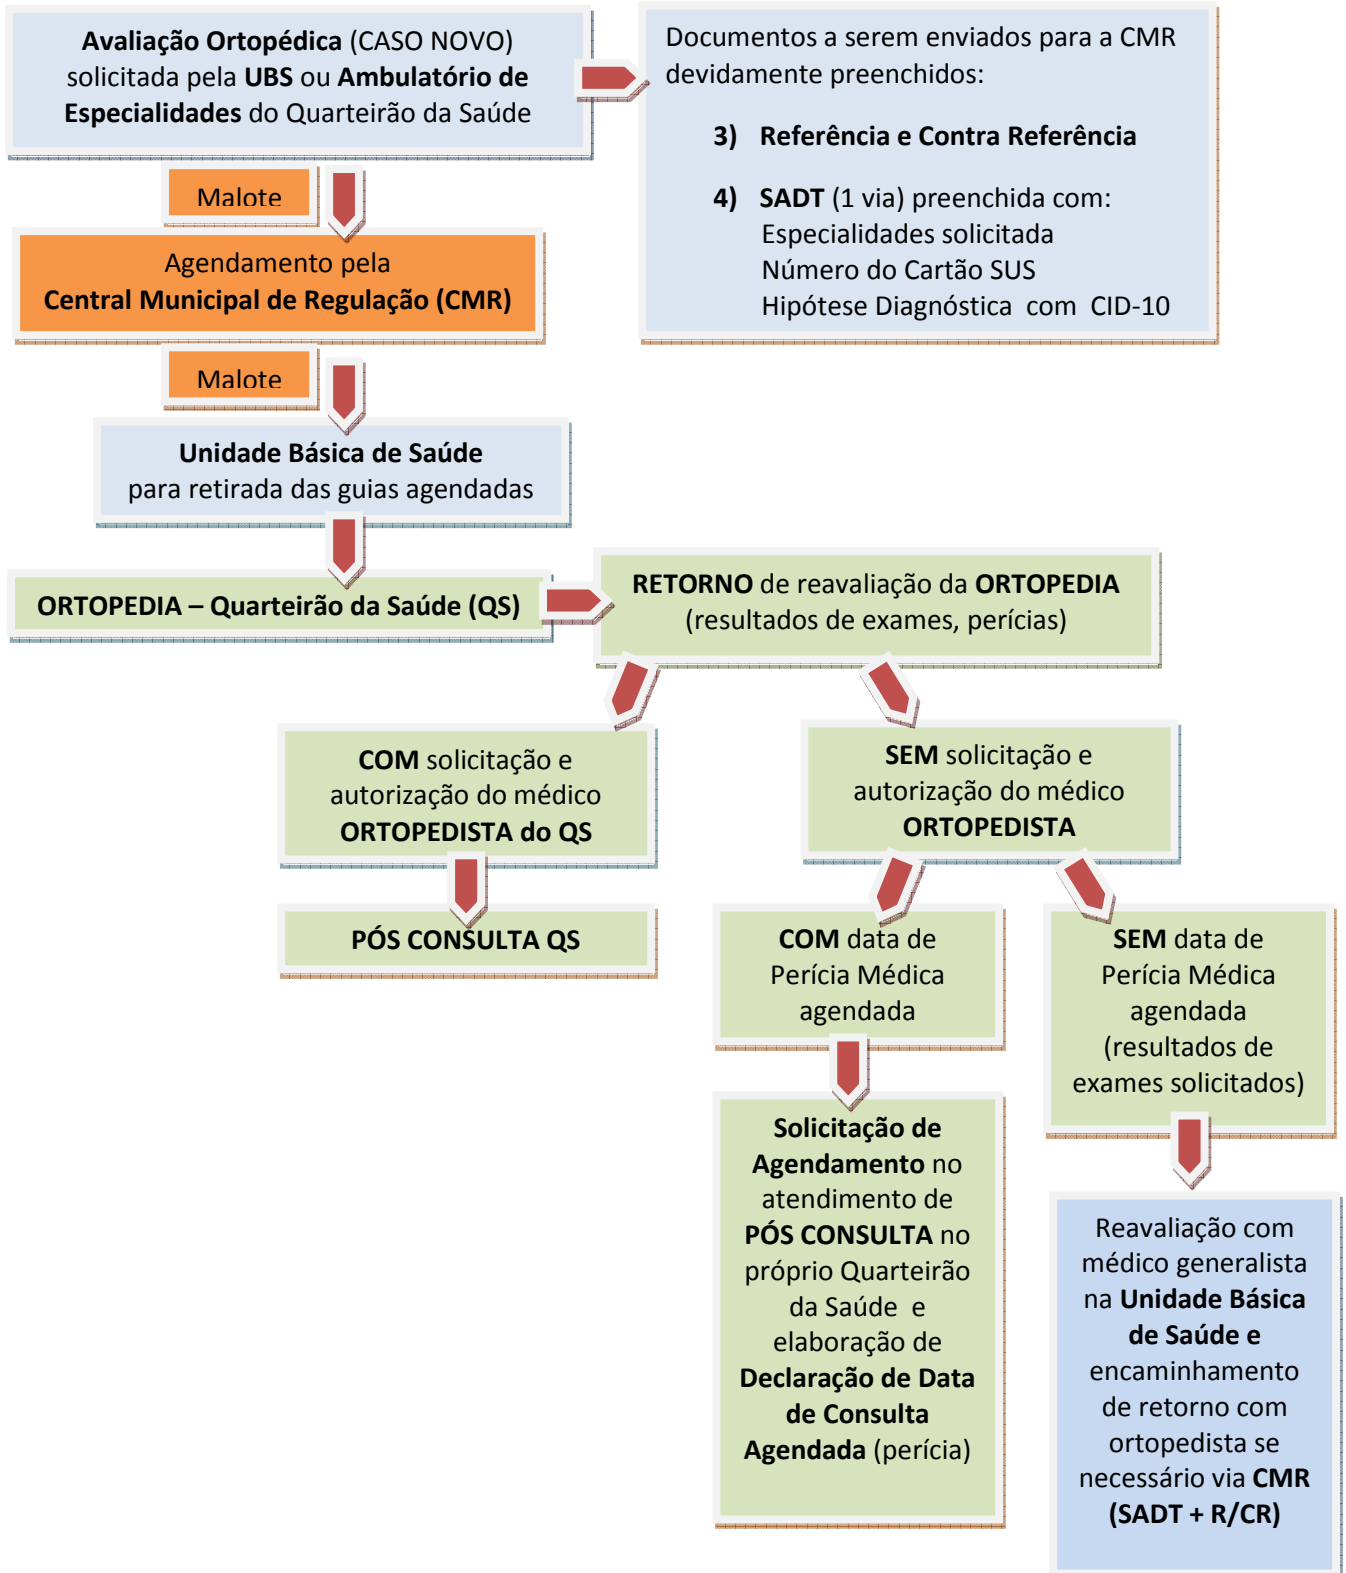 Avaliação Ortopédica (CASO NOVO)
solicitada pela UBS ou Ambulatório de
Especialidades do Quarteirão da Saúde
Documentos a serem enviados para a CMR
devidamente preenchidos:
3) Referência e Contra Referência
4) SADT (1 via) preenchida com:
Especialidades solicitada
Número do Cartão SUS
Hipótese Diagnóstica com CID-10
Malote
Agendamento pela
Central Municipal de Regulação (CMR)
Malote
Unidade Básica de Saúde
para retirada das guias agendadas
ORTOPEDIA – Quarteirão da Saúde (QS)
RETORNO de reavaliação da ORTOPEDIA
(resultados de exames, perícias)
COM solicitação e
autorização do médico
ORTOPEDISTA do QS
PÓS CONSULTA QS
SEM solicitação e
autorização do médico
ORTOPEDISTA
COM data de
Perícia Médica
agendada
Solicitação de
Agendamento no
atendimento de
PÓS CONSULTA no
próprio Quarteirão
da Saúde e
elaboração de
Declaração de Data
de Consulta
Agendada (perícia)
SEM data de
Perícia Médica
agendada
(resultados de
exames solicitados)
Reavaliação com
médico generalista
na Unidade Básica
de Saúde e
encaminhamento
de retorno com
ortopedista se
necessário via CMR
(SADT + R/CR)